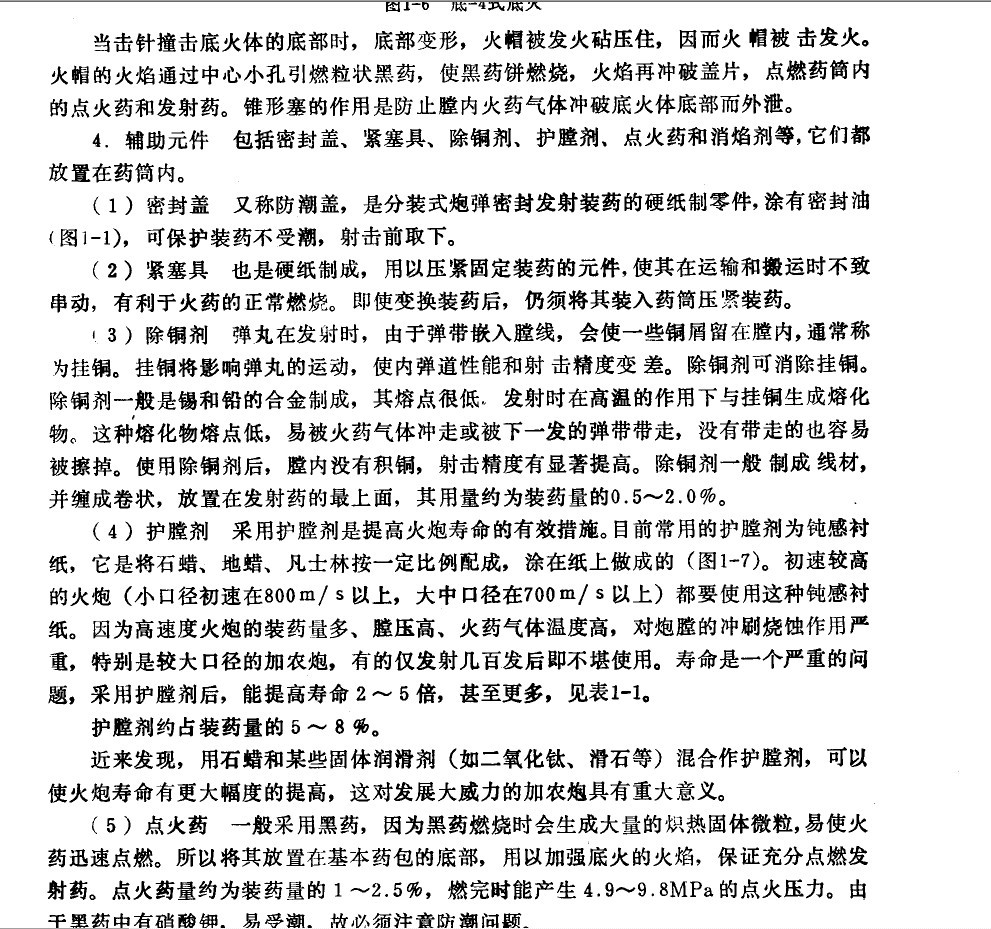 图1-6 底-4式底火
当击针撞击底火体的底部时，底部变形，火帽被发火砧压住，因而火帽被击发火。
火帽的火焰通过中心小孔引燃粒状黑药，使黑药饼燃烧，火焰再冲破盖片，点燃药筒内
的点火药和发射药。锥形塞的作用是防止膛内火药气体冲破底火体底部而外泄。
4．辅助元件 包括密封盖、紧塞具、除铜剂、护膛剂、点火药和消焰剂等，它们都
放置在药筒内。
（1）密封盖 又称防潮盖，是分装式炮弹密封发射装药的硬纸制零件，涂有密封油
（图1-1)，可保护装药不受潮，射击前取下。
（2）紧塞具 也是硬纸制成，用以压紧固定装药的元件，使其在运输和搬运时不致
串动，有利于火药的正常燃烧。即使变换装药后，仍须将其装入药筒压紧装药。
（3）除铜剂 弹丸在发射时，由于弹带嵌入膛线，会使一些铜屑留在膛内，通常称
为挂铜。挂铜将影响弹丸的运动，使内弹道性能和射击精度变差。除铜剂可消除挂铜。
除铜剂一般是锡和铅的合金制成，其熔点很低。发射时在高温的作用下与挂铜生成熔化
物。这种熔化物熔点低，易被火药气体冲走或被下一发的弹带带走，没有带走的也容易
被擦掉。使用除铜剂后，膛内没有积铜，射击精度有显著提高。除铜剂一般制成线材，
并缠成卷状，放置在发射药的最上面，其用量约为装药量的0.5～2.0％。
（4）护膛剂 采用护膛剂是提高火炮寿命的有效措施。目前常用的护膛剂为钝感衬
纸，它是将石蜡、地蜡、凡士林按一定比例配成，涂在纸上做成的（图1-7)。初速较高
的火炮（小口径初速在800m/s以上，大中口径在700m/s以上）都要使用这种钝感衬
纸。因为高速度火炮的装药量多、膛压高、火药气体温度高，对炮膛的冲刷烧蚀作用严
重，特别是较大口径的加农炮，有的仅发射几百发后即不堪使用。寿命是一个严重的问
题，采用护膛剂后，能提高寿命2～5倍，甚至更多，见表1-1。
护膛剂约占装药量的5～8％。
近来发现，用石蜡和某些固体润滑剂（如二氧化钛、滑石等）混合作护膛剂，可以
使火炮寿命有更大幅度的提高，这对发展大威力的加农炮具有重大意义。
（5）点火药 一般采用黑药，因为黑药燃烧时会生成大量的炽热固体微粒，易使火
药迅速点燃。所以将其放置在基本药包的底部，用以加强底火的火焰，保证充分点燃发
射药。点火药量约为装药量的1～2.5％，燃完时能产生4.9～9.8MPa的点火压力。由
于黑药中有硝酸钾，易受潮，故必须注意防潮问题。